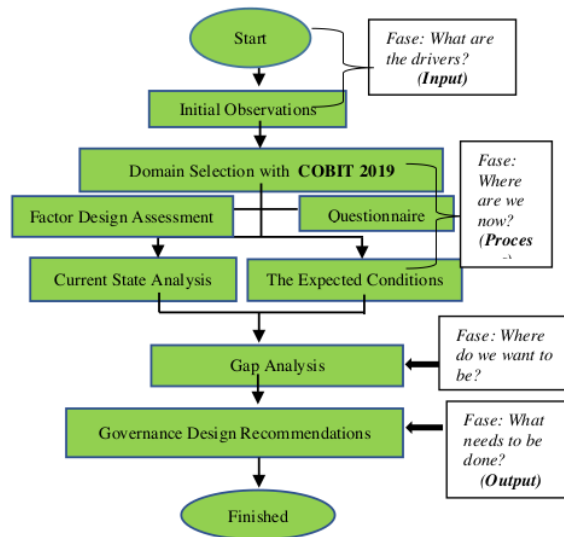 Start
Fase: What are
the drivers?
(Input)
Initial Observations
Domain Selection with COBIT 2019
Fase:
Where
are we
now?
(Proces
Factor Design Assessment
Questionnaire
Current State Analysis
The Expected Conditions
Gap Analysis
Fase: Where
do we want to
be?
Governance Design Recommendations
Fase: What
needs to be
done?
(Output)
Finished